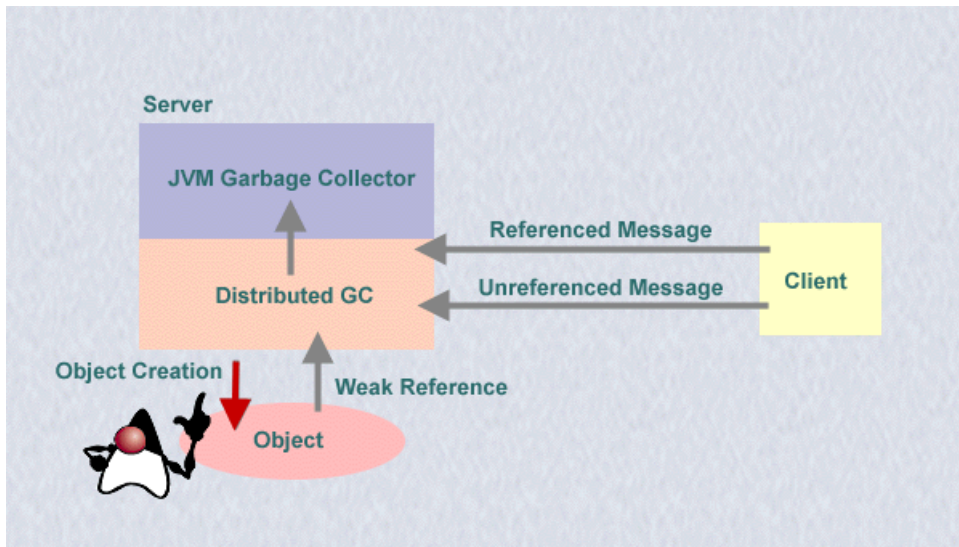 Server
JVM Garbage Collector
Referenced Message
Distributed GC
Unreferenced Message
Client
Object Creation
Weak Reference
Object